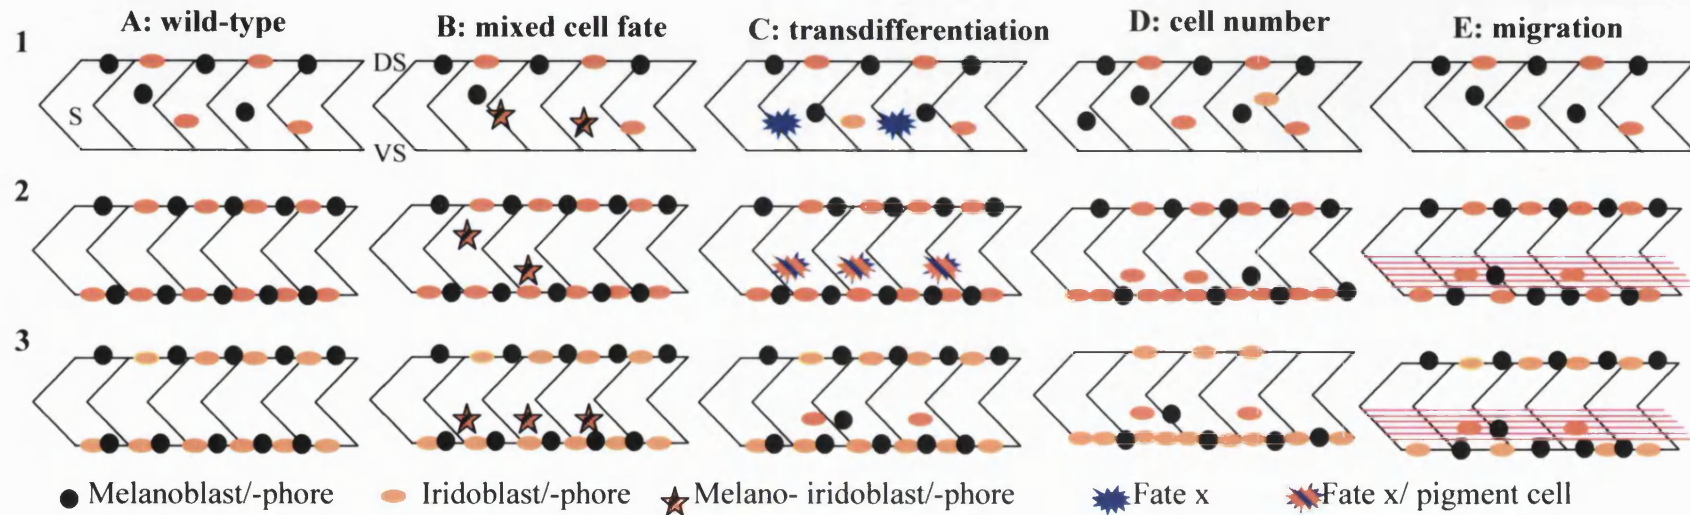 A: wild-type
B: mixed cell fate
C: transdifferentiation
D: cell number
E: migration
1
DS
S
VS
2
3
Melanoblast/-phore
Iridoblast/-phore
Melano- iridoblast/-phore
Fate x
Fate x/ pigment cell